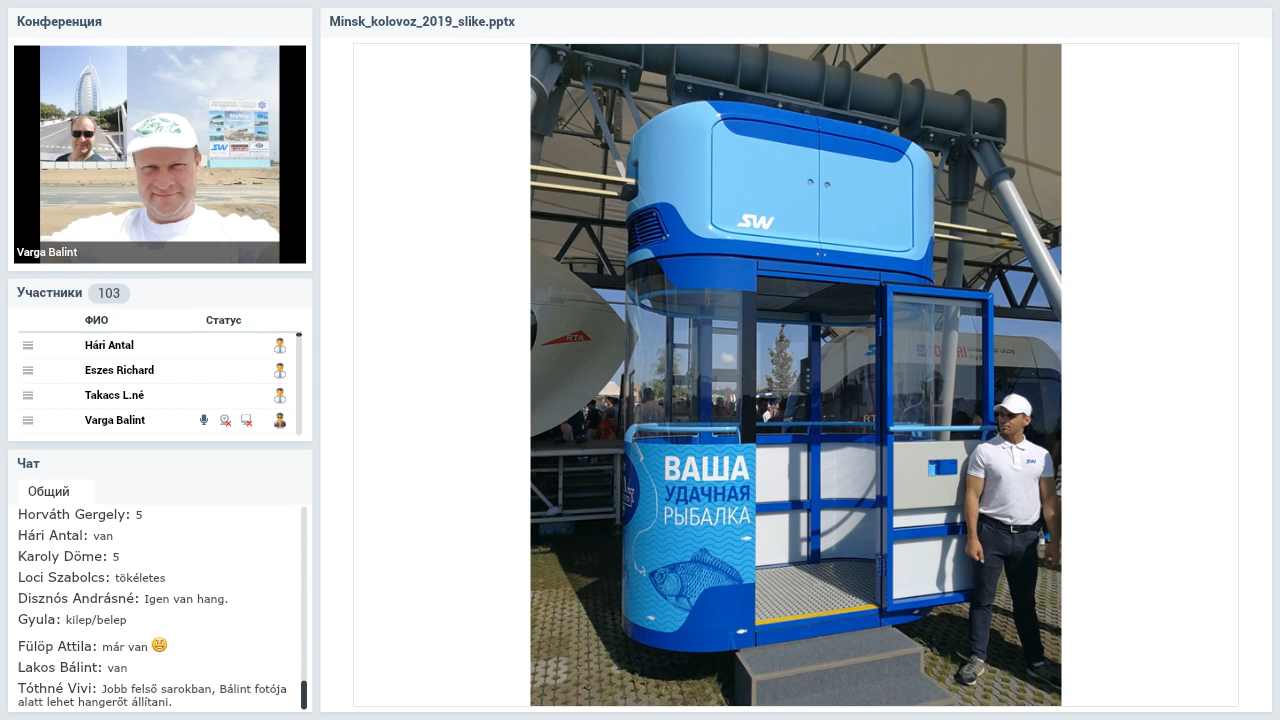 Конференция
Varga Balint
Участники 103
ФИО Статус
Hári Antal
Eszes Richard
Takacs L.né
Varga Balint
Чат
Общий
Horváth Gergely: 5
Hári Antal: van
Karoly Döme: 5
Loci Szabolcs: tökéletes
Disznós Andrásné: Igen van hang.
Gyula: kilep/belep
Fülöp Attila: már van
Lakos Bálint: van
Tóthné Vivi: Jobb felső sarokban, Bálint fotója
alatt lehet hangerőt állítani.
Minsk_kolovoz_2019_slike.pptx
SW
RTA
ВАША
УДАЧНАЯ
РЫБАЛКА
SW